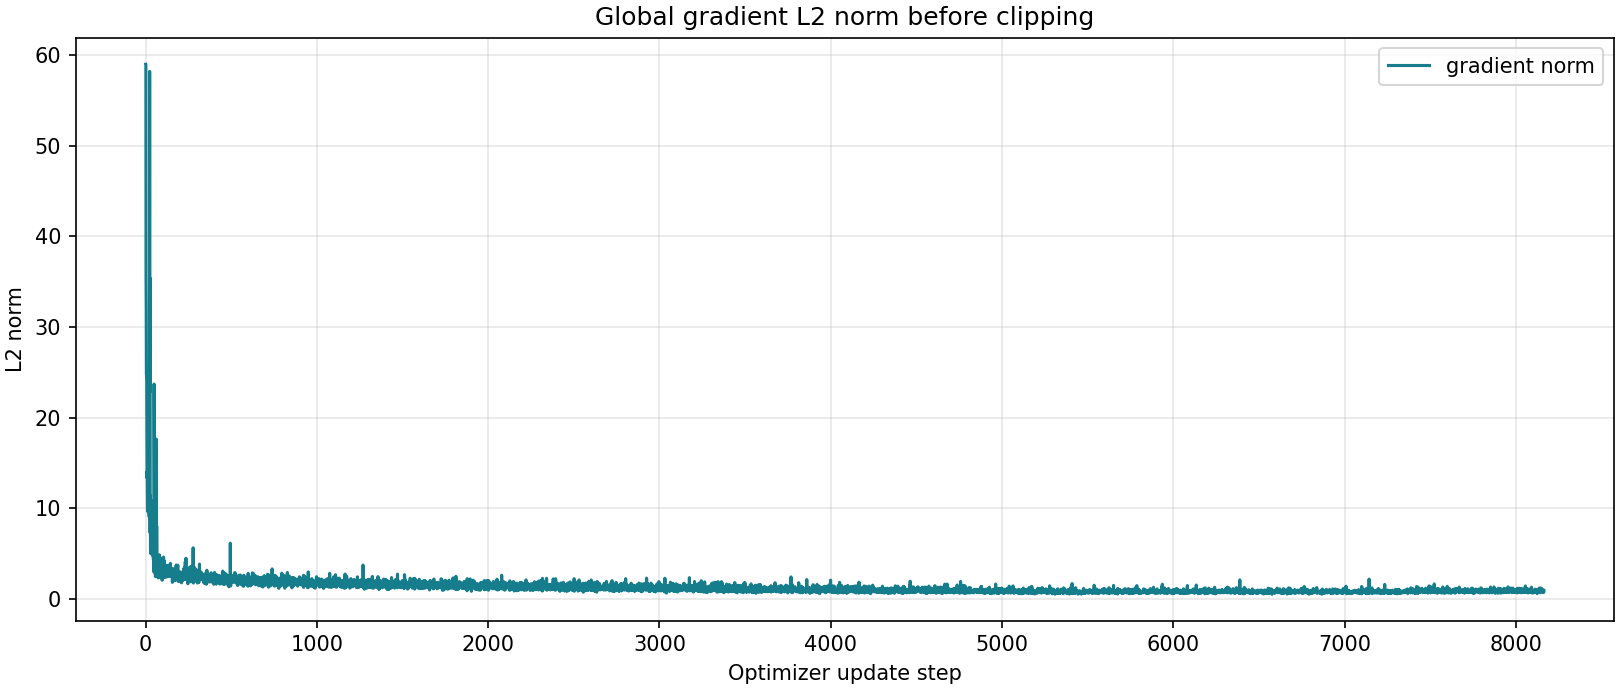 Global gradient L2 norm before clipping
gradient norm
60
50
40
30
20
10
0
L2 norm
0 1000 2000 3000 4000 5000 6000 7000 8000
Optimizer update step